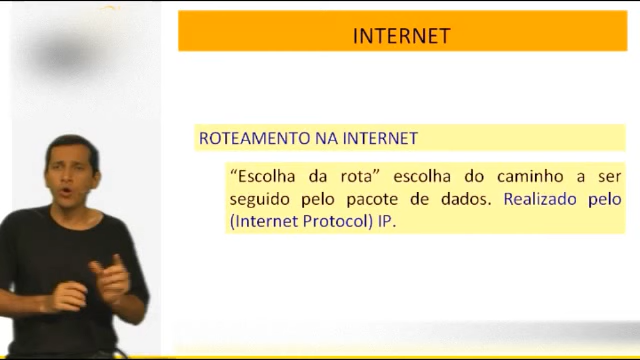 INTERNET
ROTEAMENTO NA INTERNET
“Escolha da rota” escolha do caminho a ser
seguido pelo pacote de dados. Realizado pelo
(Internet Protocol) IP.